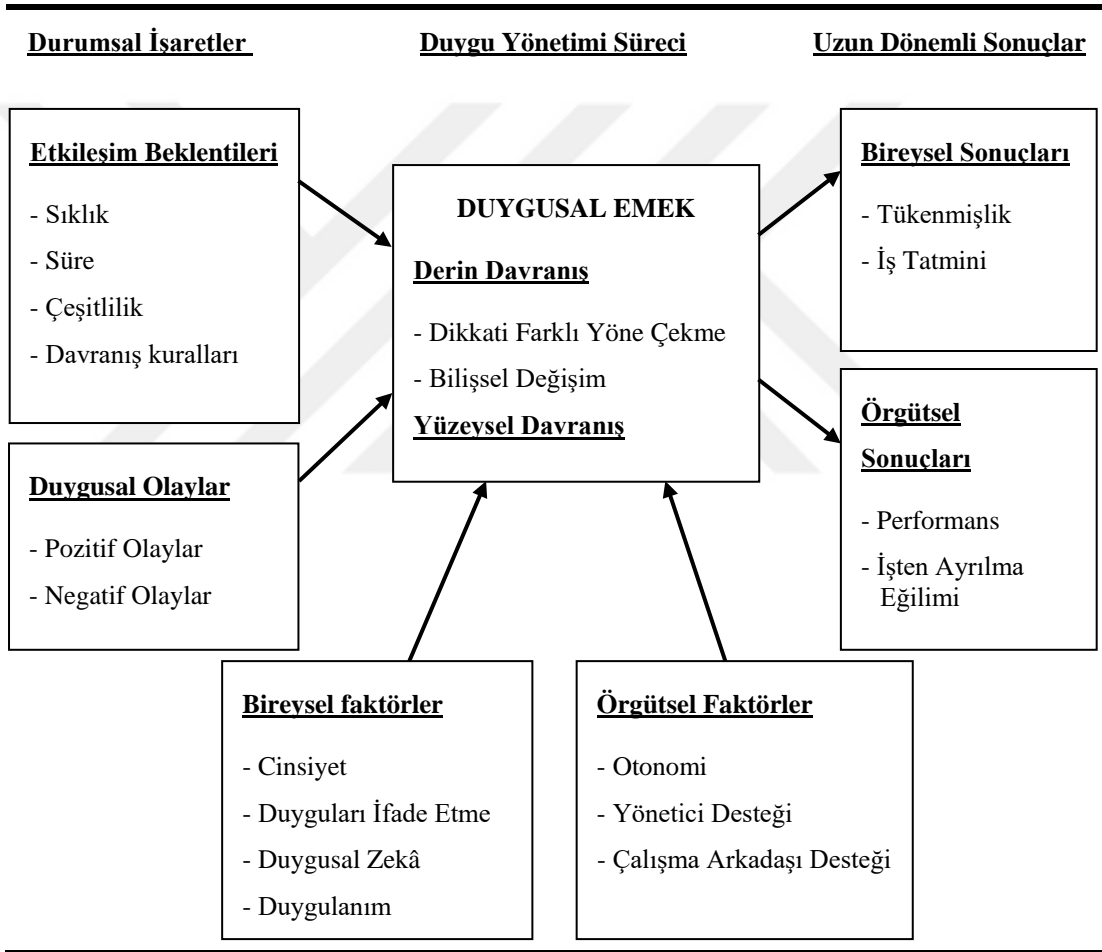 Durumsal İşaretler
Duygu Yönetimi Süreci
Uzun Dönemli Sonuçlar
Etkileşim Beklentileri
- Sıklık
- Süre
- Çeşitlilik
- Davranış kuralları
Duygusal Olaylar
- Pozitif Olaylar
- Negatif Olaylar
DUYGUSAL EMEK
Derin Davranış
- Dikkati Farklı Yöne Çekme
- Bilişsel Değişim
Yüzeysel Davranış
Bireysel Sonuçları
- Tükenmişlik
- İş Tatmini
Örgütsel
Sonuçları
- Performans
- İşten Ayrılma
Eğilimi
Bireysel faktörler
- Cinsiyet
- Duyguları İfade Etme
- Duygusal Zekâ
- Duygulanım
Örgütsel Faktörler
- Otonomi
- Yönetici Desteği
- Çalışma Arkadaşı Desteği